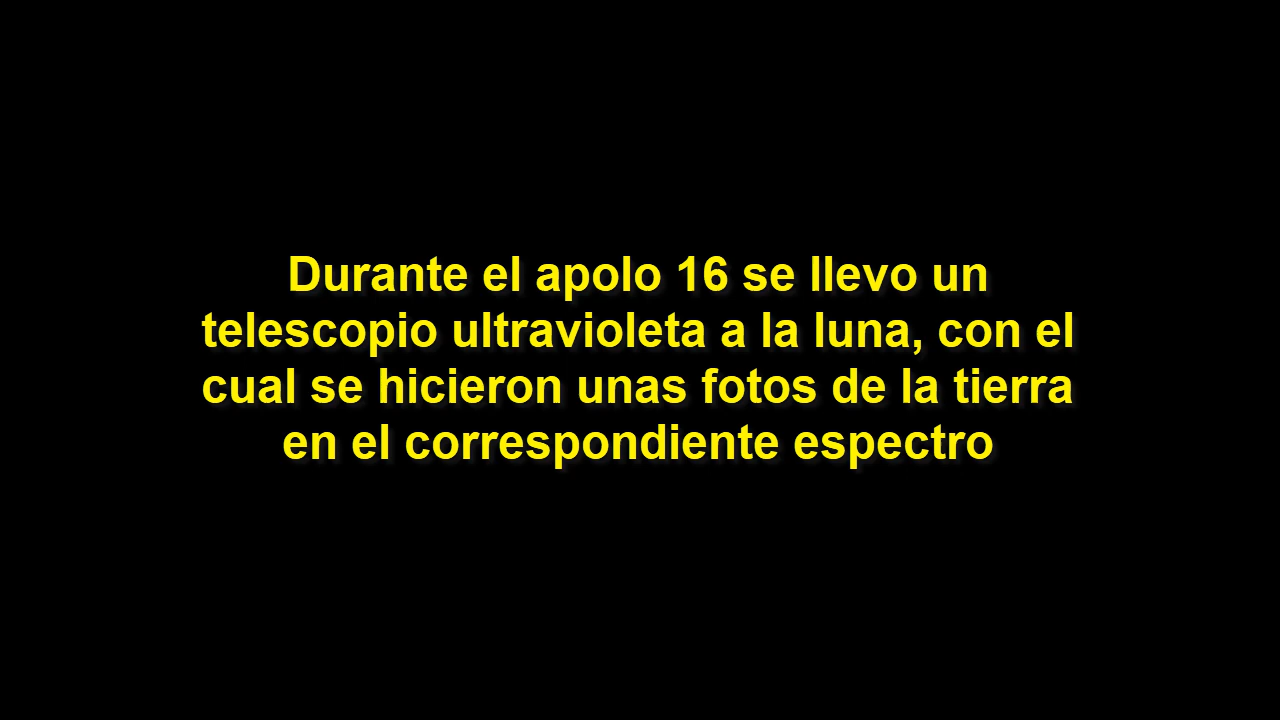 Durante el apolo 16 se llevo un
telescopio ultravioleta a la luna, con el
cual se hicieron unas fotos de la tierra
en el correspondiente espectro